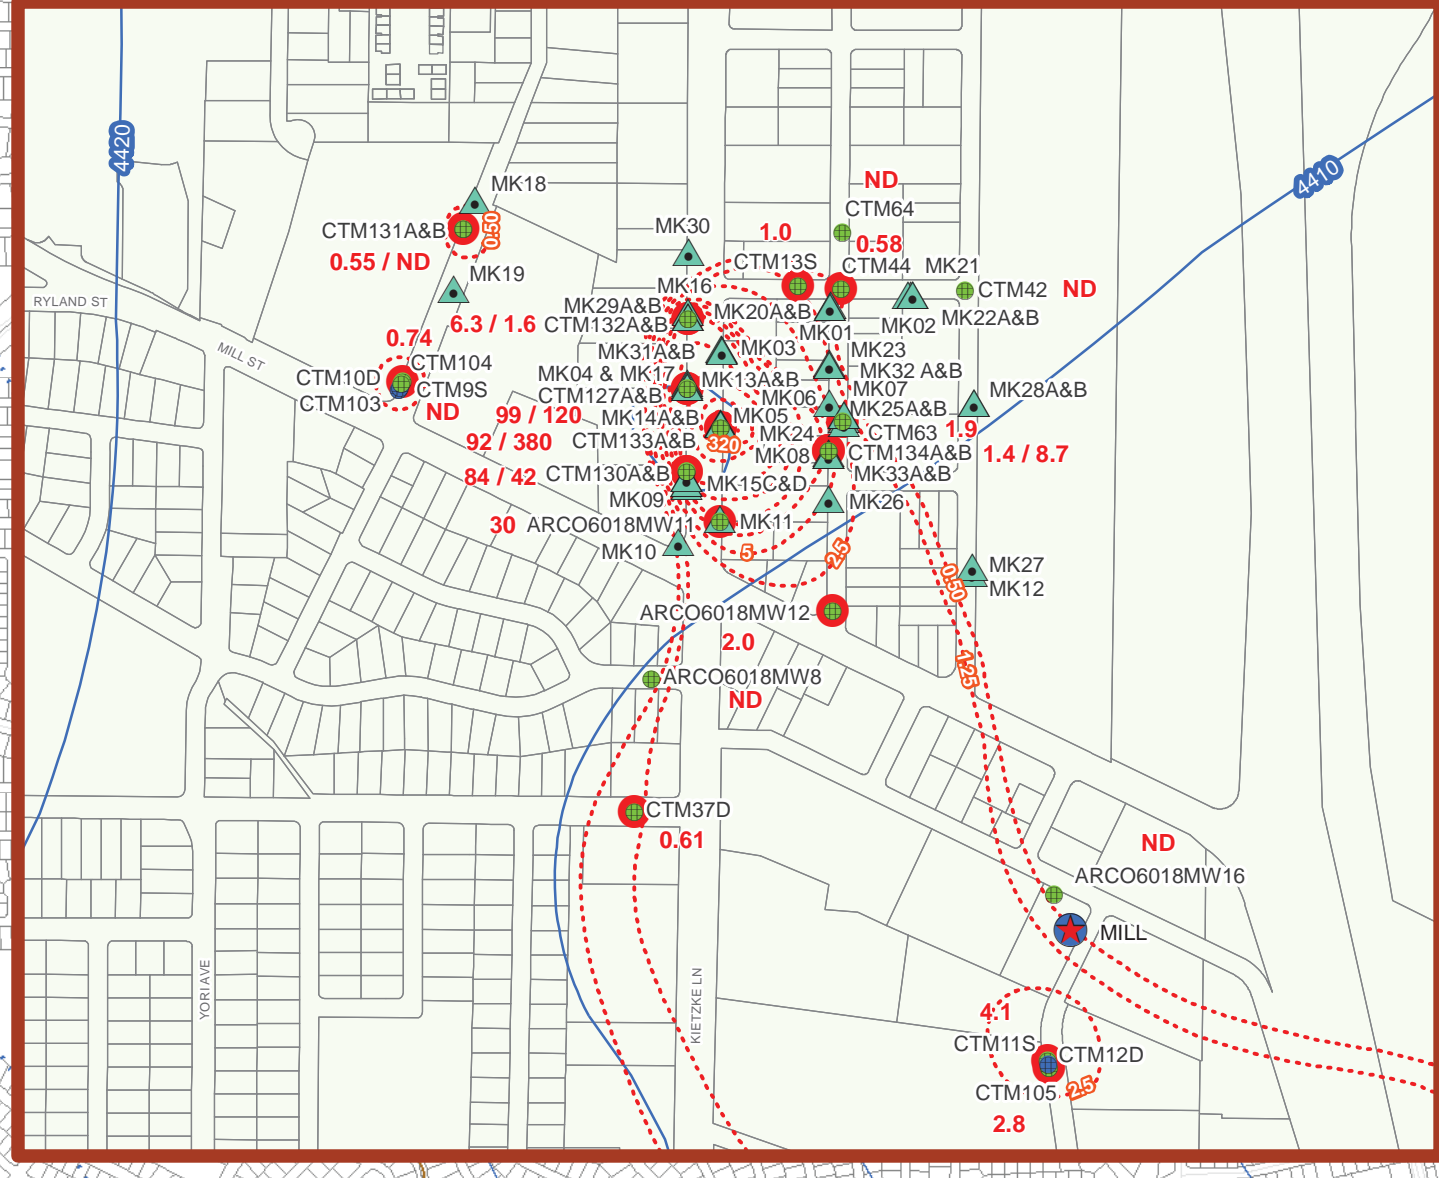 4420
4410
MK18
CTM131A&B
0.50
0.55 / ND
MK19
RYLAND ST
MILL ST
6.3 / 1.6
0.74
CTM104
CTM10D
CTM9S
CTM103
ND
ND
CTM64
MK30
1.0
0.58
CTM13S
CTM44
MK21
CTM42
ND
MK16
MK29A&B
MK20A&B
CTM132A&B
MK01
MK02
MK22A&B
MK31A&B
MK03
MK23
MK04 & MK17
MK13A&B
MK32 A&B
CTM127A&B
MK06
MK07
MK28A&B
99 / 120
MK14A&B
MK05
MK25A&B
1.9
92 / 380
CTM133A&B
320
MK24
CTM63
MK08
CTM134A&B
1.4 / 8.7
84 / 42
CTM130A&B
MK15C&D
MK33A&B
MK09
MK26
30
ARCO6018MW11
MK11
MK10
5
2.5
MK27
MK12
0.50
ARCO6018MW12
2.0
1.25
ARCO6018MW8
ND
CTM37D
0.61
ND
ARCO6018MW16
MILL
YORI AVE
KIETZKE LN
4.1
CTM11S
CTM12D
CTM105
2.5
2.8